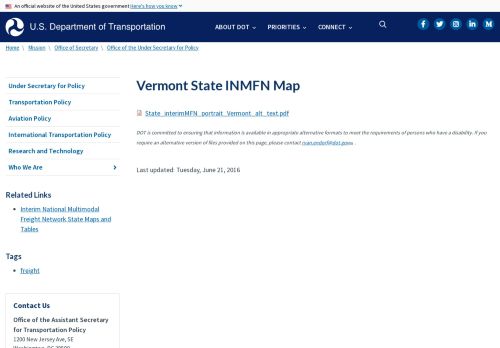 An official website of the United States government Here's how you know
U.S. Department of Transportation
ABOUT DOT
PRIORITIES
CONNECT
Home \ Mission \ Office of Secretary \ Office of the Under Secretary for Policy
Under Secretary for Policy
Transportation Policy
Aviation Policy
International Transportation Policy
Research and Technology
Who We Are
Related Links
Interim National Multimodal
Freight Network State Maps and
Tables
Tags
freight
Contact Us
Office of the Assistant Secretary
for Transportation Policy
1200 New Jersey Ave, SE
Vermont State INMFN Map
State_interimMFN_portrait_Vermont_alt_text.pdf
DOT is committed to ensuring that information is available in appropriate alternative formats to meet the requirements of persons who have a disability. If you
require an alternative version of files provided on this page, please contact
Last updated: Tuesday, June 21, 2016